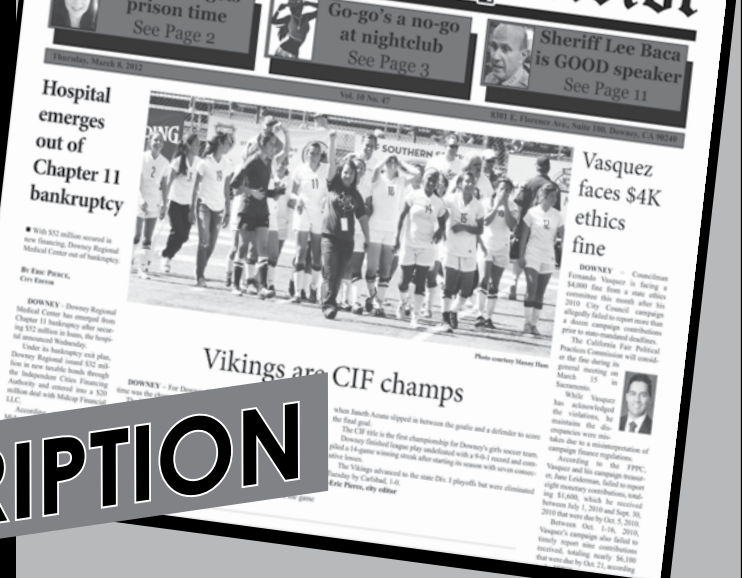 prison time
See Page 2
Go-go's a no-go
at nightclub
See Page 3
Sheriff Lee Baca
is GOOD speaker
See Page 11
Thursday, March 8, 2012
Vol. 10 No. 47
8301 E. Florence Ave., Suite 100, Downey, CA 90240
Hospital
emerges
out of
Chapter 11
bankruptcy
■ With $52 million secured in
new financing, Downey Regional
Medical Center out of bankruptcy.
By Eric Pierce,
City Editor
DOWNEY – Downey Regional
Medical Center has emerged from
Chapter 11 bankruptcy after secur-
ing $52 million in loans, the hospi-
tal announced Wednesday.
Under its bankruptcy exit plan,
Downey Regional issued $32 mil-
lion in new taxable bonds through
the Independent Cities Financing
Authority and entered into a $20
million deal with Midcap Financial
LLC.
According
ING
F SOUTHERN
Photo courtesy
Vikings are CIF champs
DOWNEY – For
time was the
when Janeth Acuna slipped in between the goalie and a defender to score
the final goal.
The CIF title is the first championship for Downey's girls soccer team.
Downey finished league play undefeated with a 9-0-1 record and com-
piled a 14-game winning streak after starting its season with seven consec-
utive losses.
The Vikings advanced to the state Div. I playoffs but were eliminated
Tuesday by Carlsbad, 1-0.
Eric Pierce, city editor
game
Vasquez
faces $4K
ethics
fine
DOWNEY – Councilman
Fernando Vasquez is facing a
$4,000 fine from a state ethics
committee this month after his
2010 City Council campaign
allegedly failed to report more than
a dozen campaign contributions
prior to state-mandated deadlines.
The California Fair Political
Practices Commission will consid-
er the fine during its
general meeting on
March 15 in
Sacramento.
While Vasquez
has acknowledged
the violations, he
maintains the dis-
crepancies were mis-
takes due to a misinterpretation of
campaign finance regulations.
According to the FPPC,
Vasquez and his campaign treasur-
er, Jane Leiderman, failed to report
eight monetary contributions, total-
ing $1,600, which he received
between July 1, 2010 and Sept. 30,
2010 that were due by Oct. 5, 2010.
Between Oct. 1-16, 2010,
Vasquez's campaign also failed to
timely report nine contributions
received, totaling nearly $6,100
that were due by Oct. 21, according
RIPTION